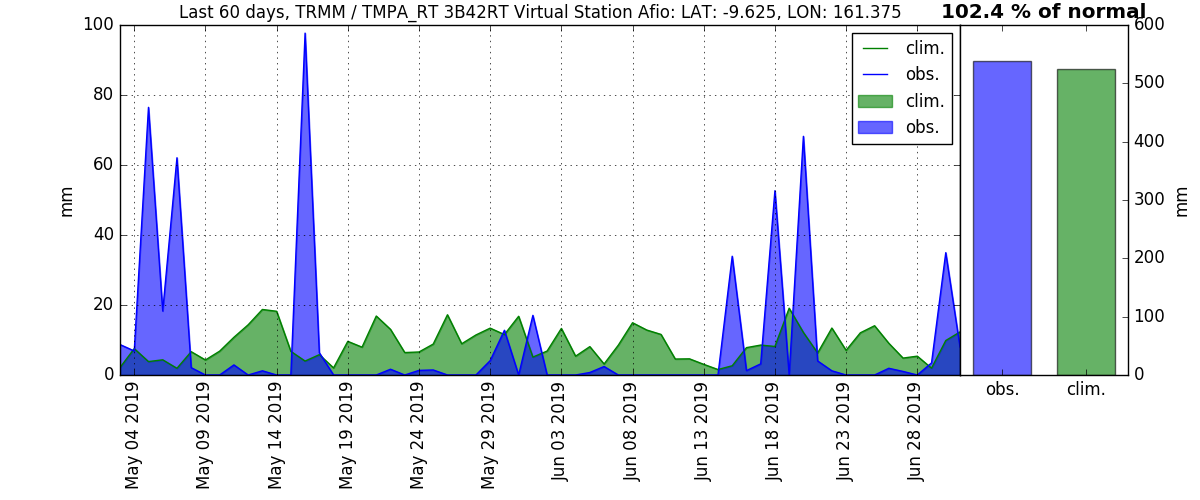 Last 60 days, TRMM / TMPA_RT 3B42RT Virtual Station Afio: LAT: -9.625, LON: 161.375
102.4 % of normal
100
80
60
40
20
0
mm
clim.
obs.
clim.
obs.
600
500
400
300
200
100
0
mm
May 04 2019
May 09 2019
May 14 2019
May 19 2019
May 24 2019
May 29 2019
Jun 03 2019
Jun 08 2019
Jun 13 2019
Jun 18 2019
Jun 23 2019
Jun 28 2019
obs.
clim.